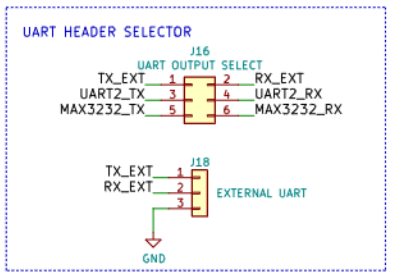 UART HEADER SELECTOR
J16
UART OUTPUT SELECT
TX_EXT 1 2 RX_EXT
UART2_TX 3 4 UART2_RX
MAX3232_TX 5 6 MAX3232_RX
J18
TX_EXT 1
RX_EXT 2
EXTERNAL UART
3
GND